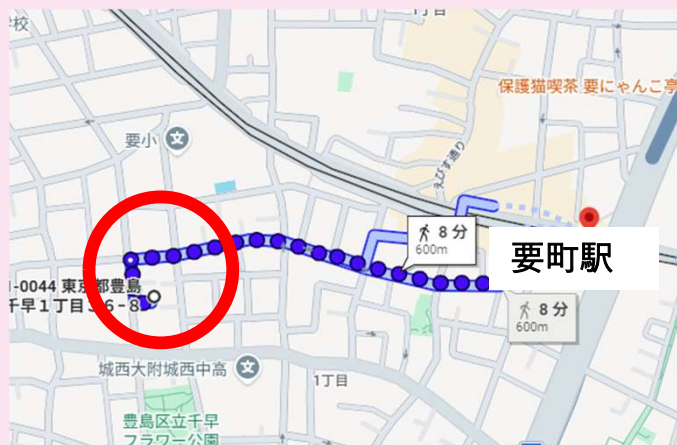 学校
1丁目
保護猫喫茶 要にゃんこ亭
要小
えびす通り
8 分
600m
要町駅
-0044 東京都豊島
千早1丁目36-8
8 分
600m
城西大附城西中高
1丁目
豊島区立千早
フラワー公園